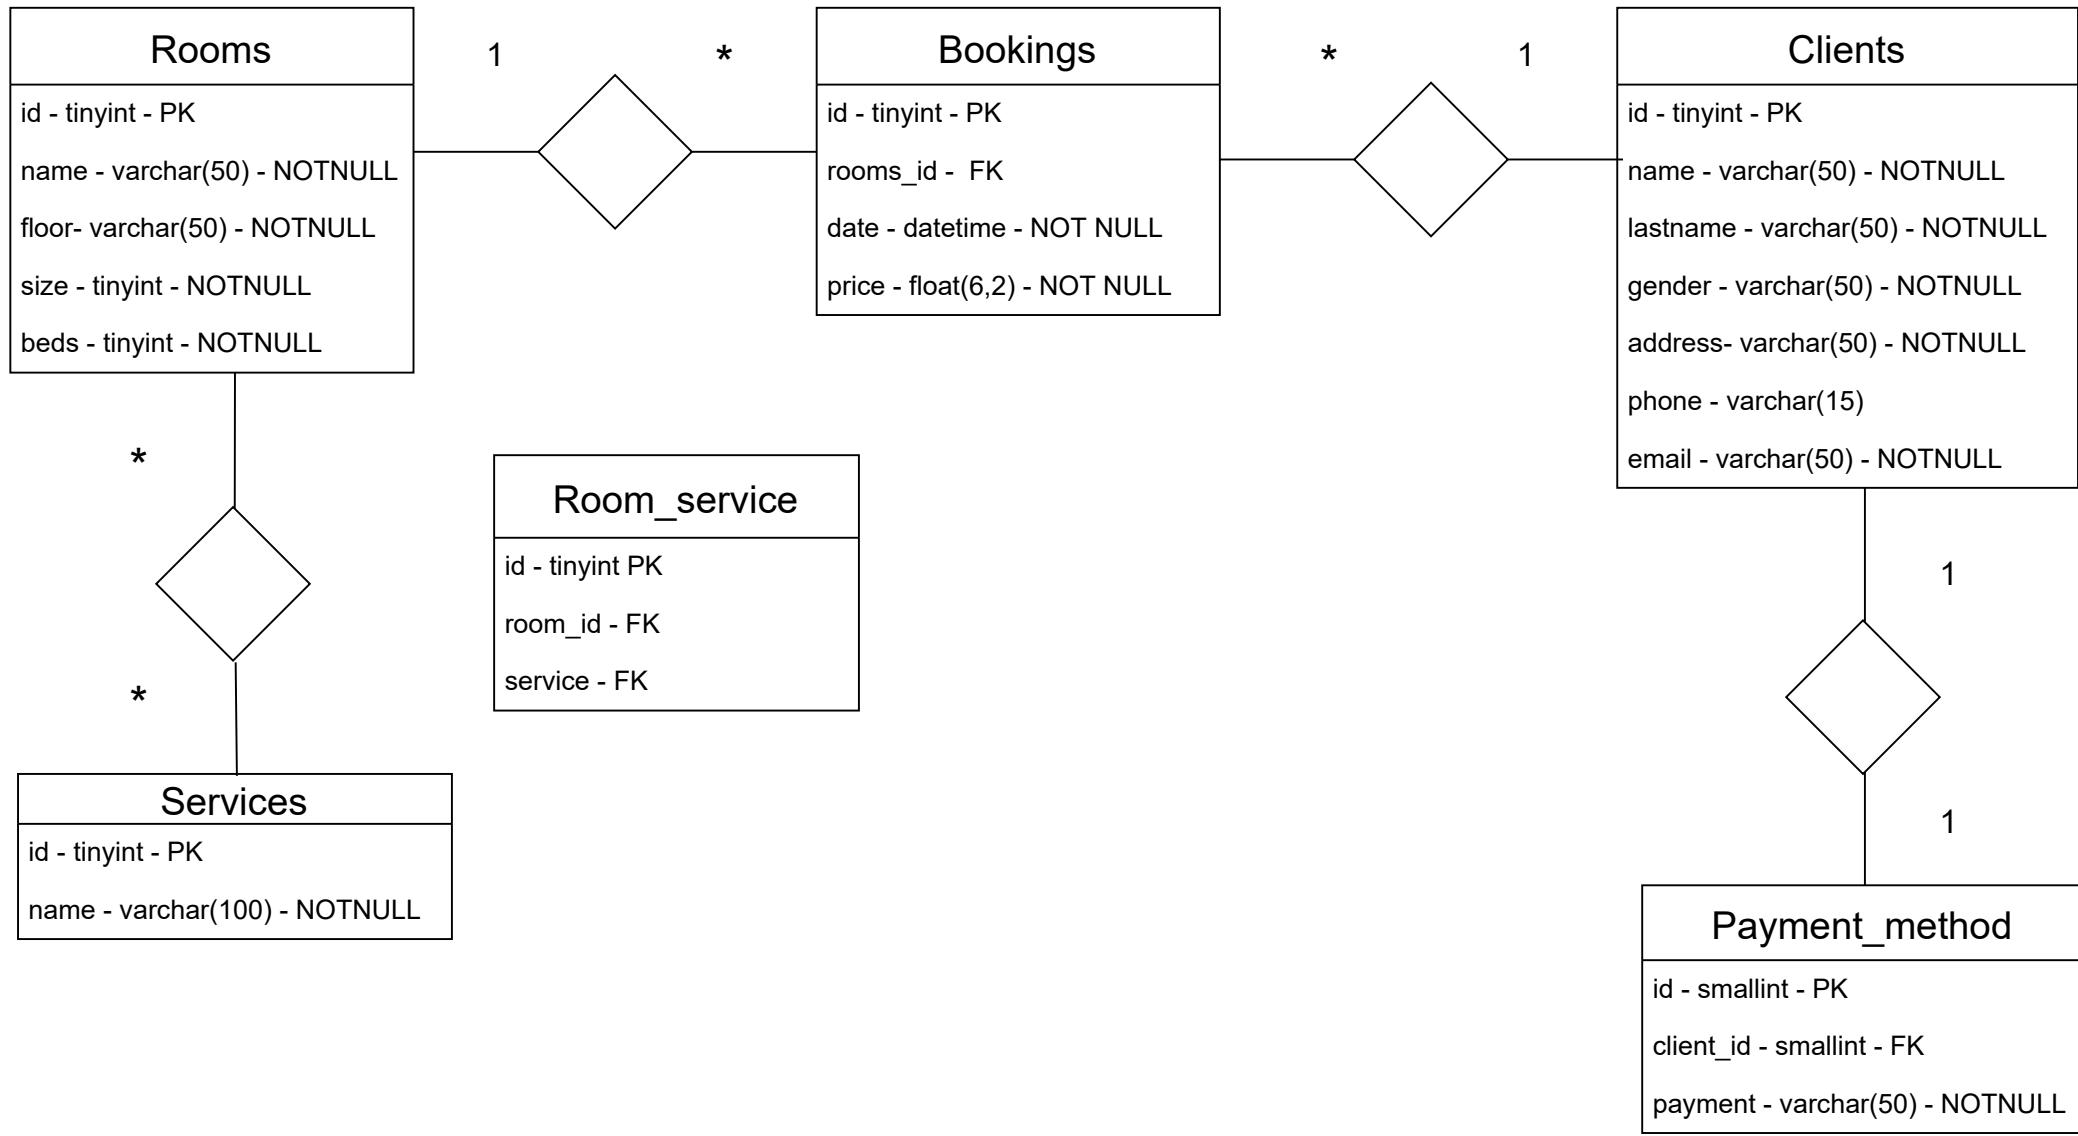 Rooms
id - tinyint - PK
name - varchar(50) - NOTNULL
floor- varchar(50) - NOTNULL
size - tinyint - NOTNULL
beds - tinyint - NOTNULL
1
*
Bookings
id - tinyint - PK
rooms_id -  FK
date - datetime - NOT NULL
price - float(6,2) - NOT NULL
*
1
Clients
id - tinyint - PK
name - varchar(50) - NOTNULL
lastname - varchar(50) - NOTNULL
gender - varchar(50) - NOTNULL
address- varchar(50) - NOTNULL
phone - varchar(15)
email - varchar(50) - NOTNULL
*
*
Room_service
id - tinyint PK
room_id - FK
service - FK
1
1
Services
id - tinyint - PK
name - varchar(100) - NOTNULL
Payment_method
id - smallint - PK
client_id - smallint - FK
payment - varchar(50) - NOTNULL